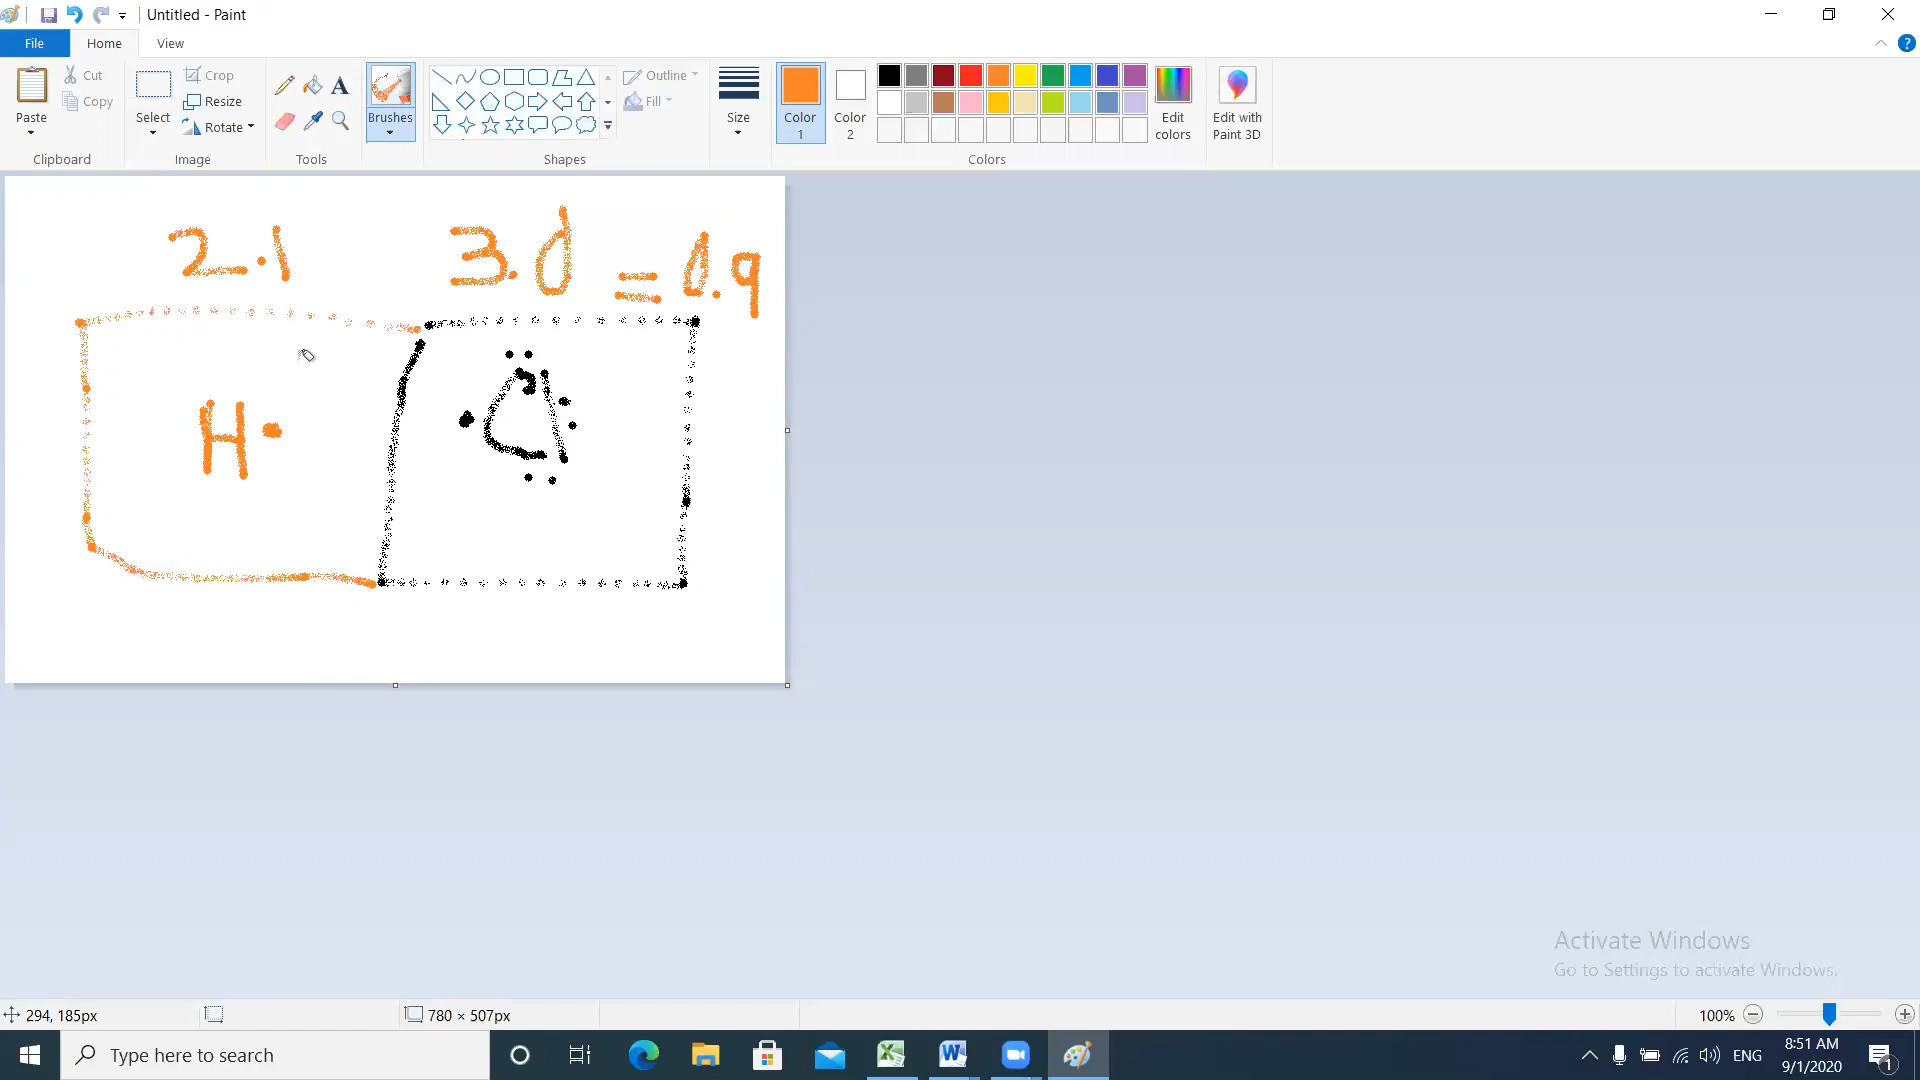 Untitled - Paint
File Home View
Paste
Cut
Copy
Clipboard
Select
Crop
Resize
Rotate
Image
Tools
Brushes
Outline
Fill
Shapes
Size
Color 1
Color 2
Edit colors
Colors
Edit with Paint 3D
2.1 3.0 = 0.9
H
Activate Windows
Go to Settings to activate Windows.
294, 185px
780 × 507px
100%
Type here to search
ENG
8:51 AM
9/1/2020
1